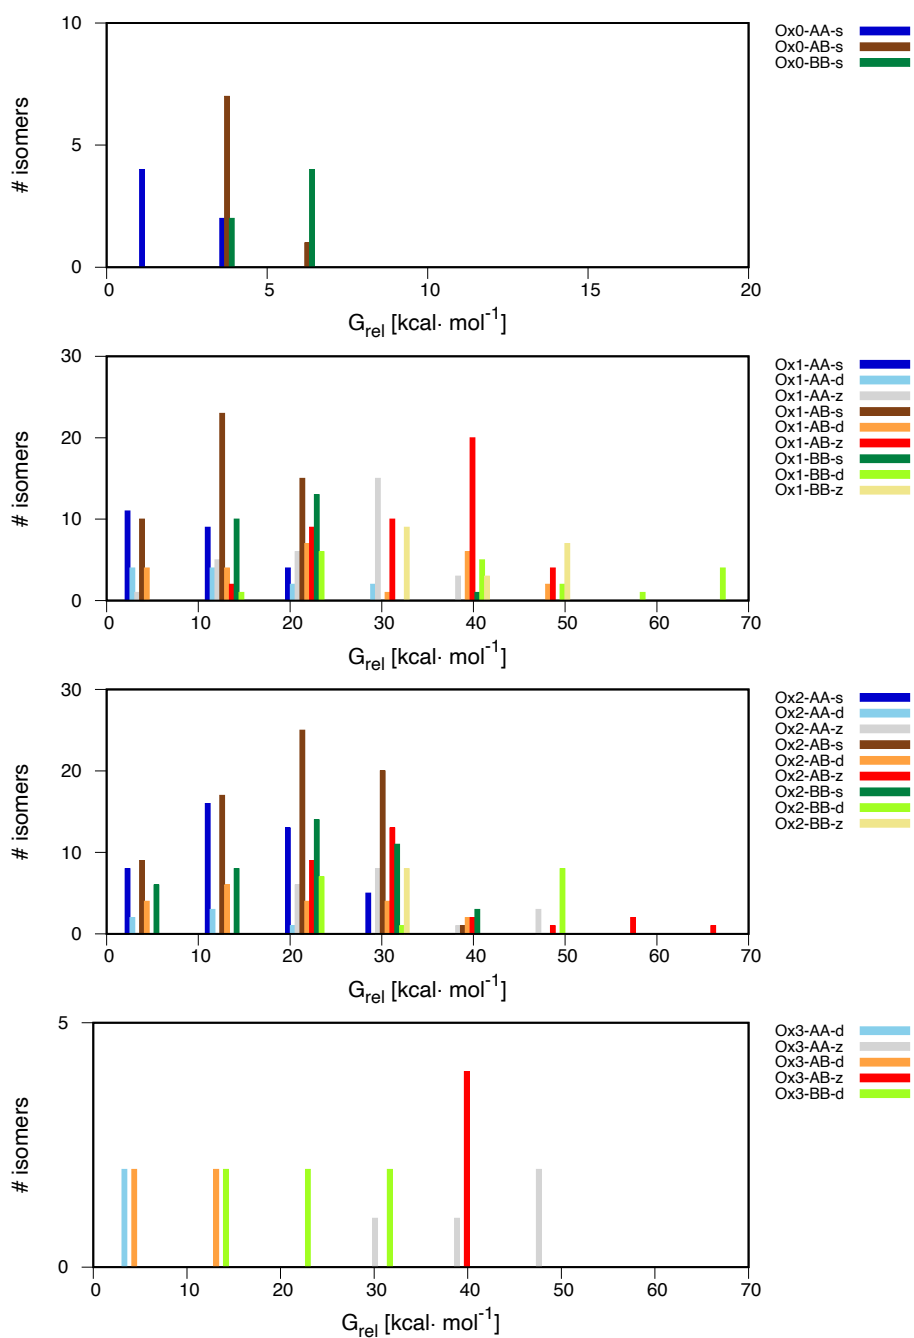 10
5
0
# isomers
0 5 10 15 20
G_rel [kcal· mol^-1]
Ox0-AA-s
Ox0-AB-s
Ox0-BB-s
30
20
10
0
# isomers
0 10 20 30 40 50 60 70
G_rel [kcal· mol^-1]
Ox1-AA-s
Ox1-AA-d
Ox1-AA-z
Ox1-AB-s
Ox1-AB-d
Ox1-AB-z
Ox1-BB-s
Ox1-BB-d
Ox1-BB-z
30
20
10
0
# isomers
0 10 20 30 40 50 60 70
G_rel [kcal· mol^-1]
Ox2-AA-s
Ox2-AA-d
Ox2-AA-z
Ox2-AB-s
Ox2-AB-d
Ox2-AB-z
Ox2-BB-s
Ox2-BB-d
Ox2-BB-z
5
0
# isomers
0 10 20 30 40 50 60 70
G_rel [kcal· mol^-1]
Ox3-AA-d
Ox3-AA-z
Ox3-AB-d
Ox3-AB-z
Ox3-BB-d